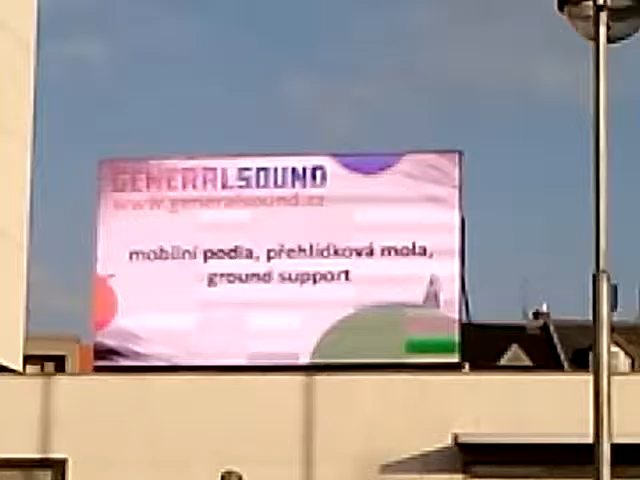 GENERALSOUND
www.generalsound.cz
mobilní podia, přehlídková mola,
ground support